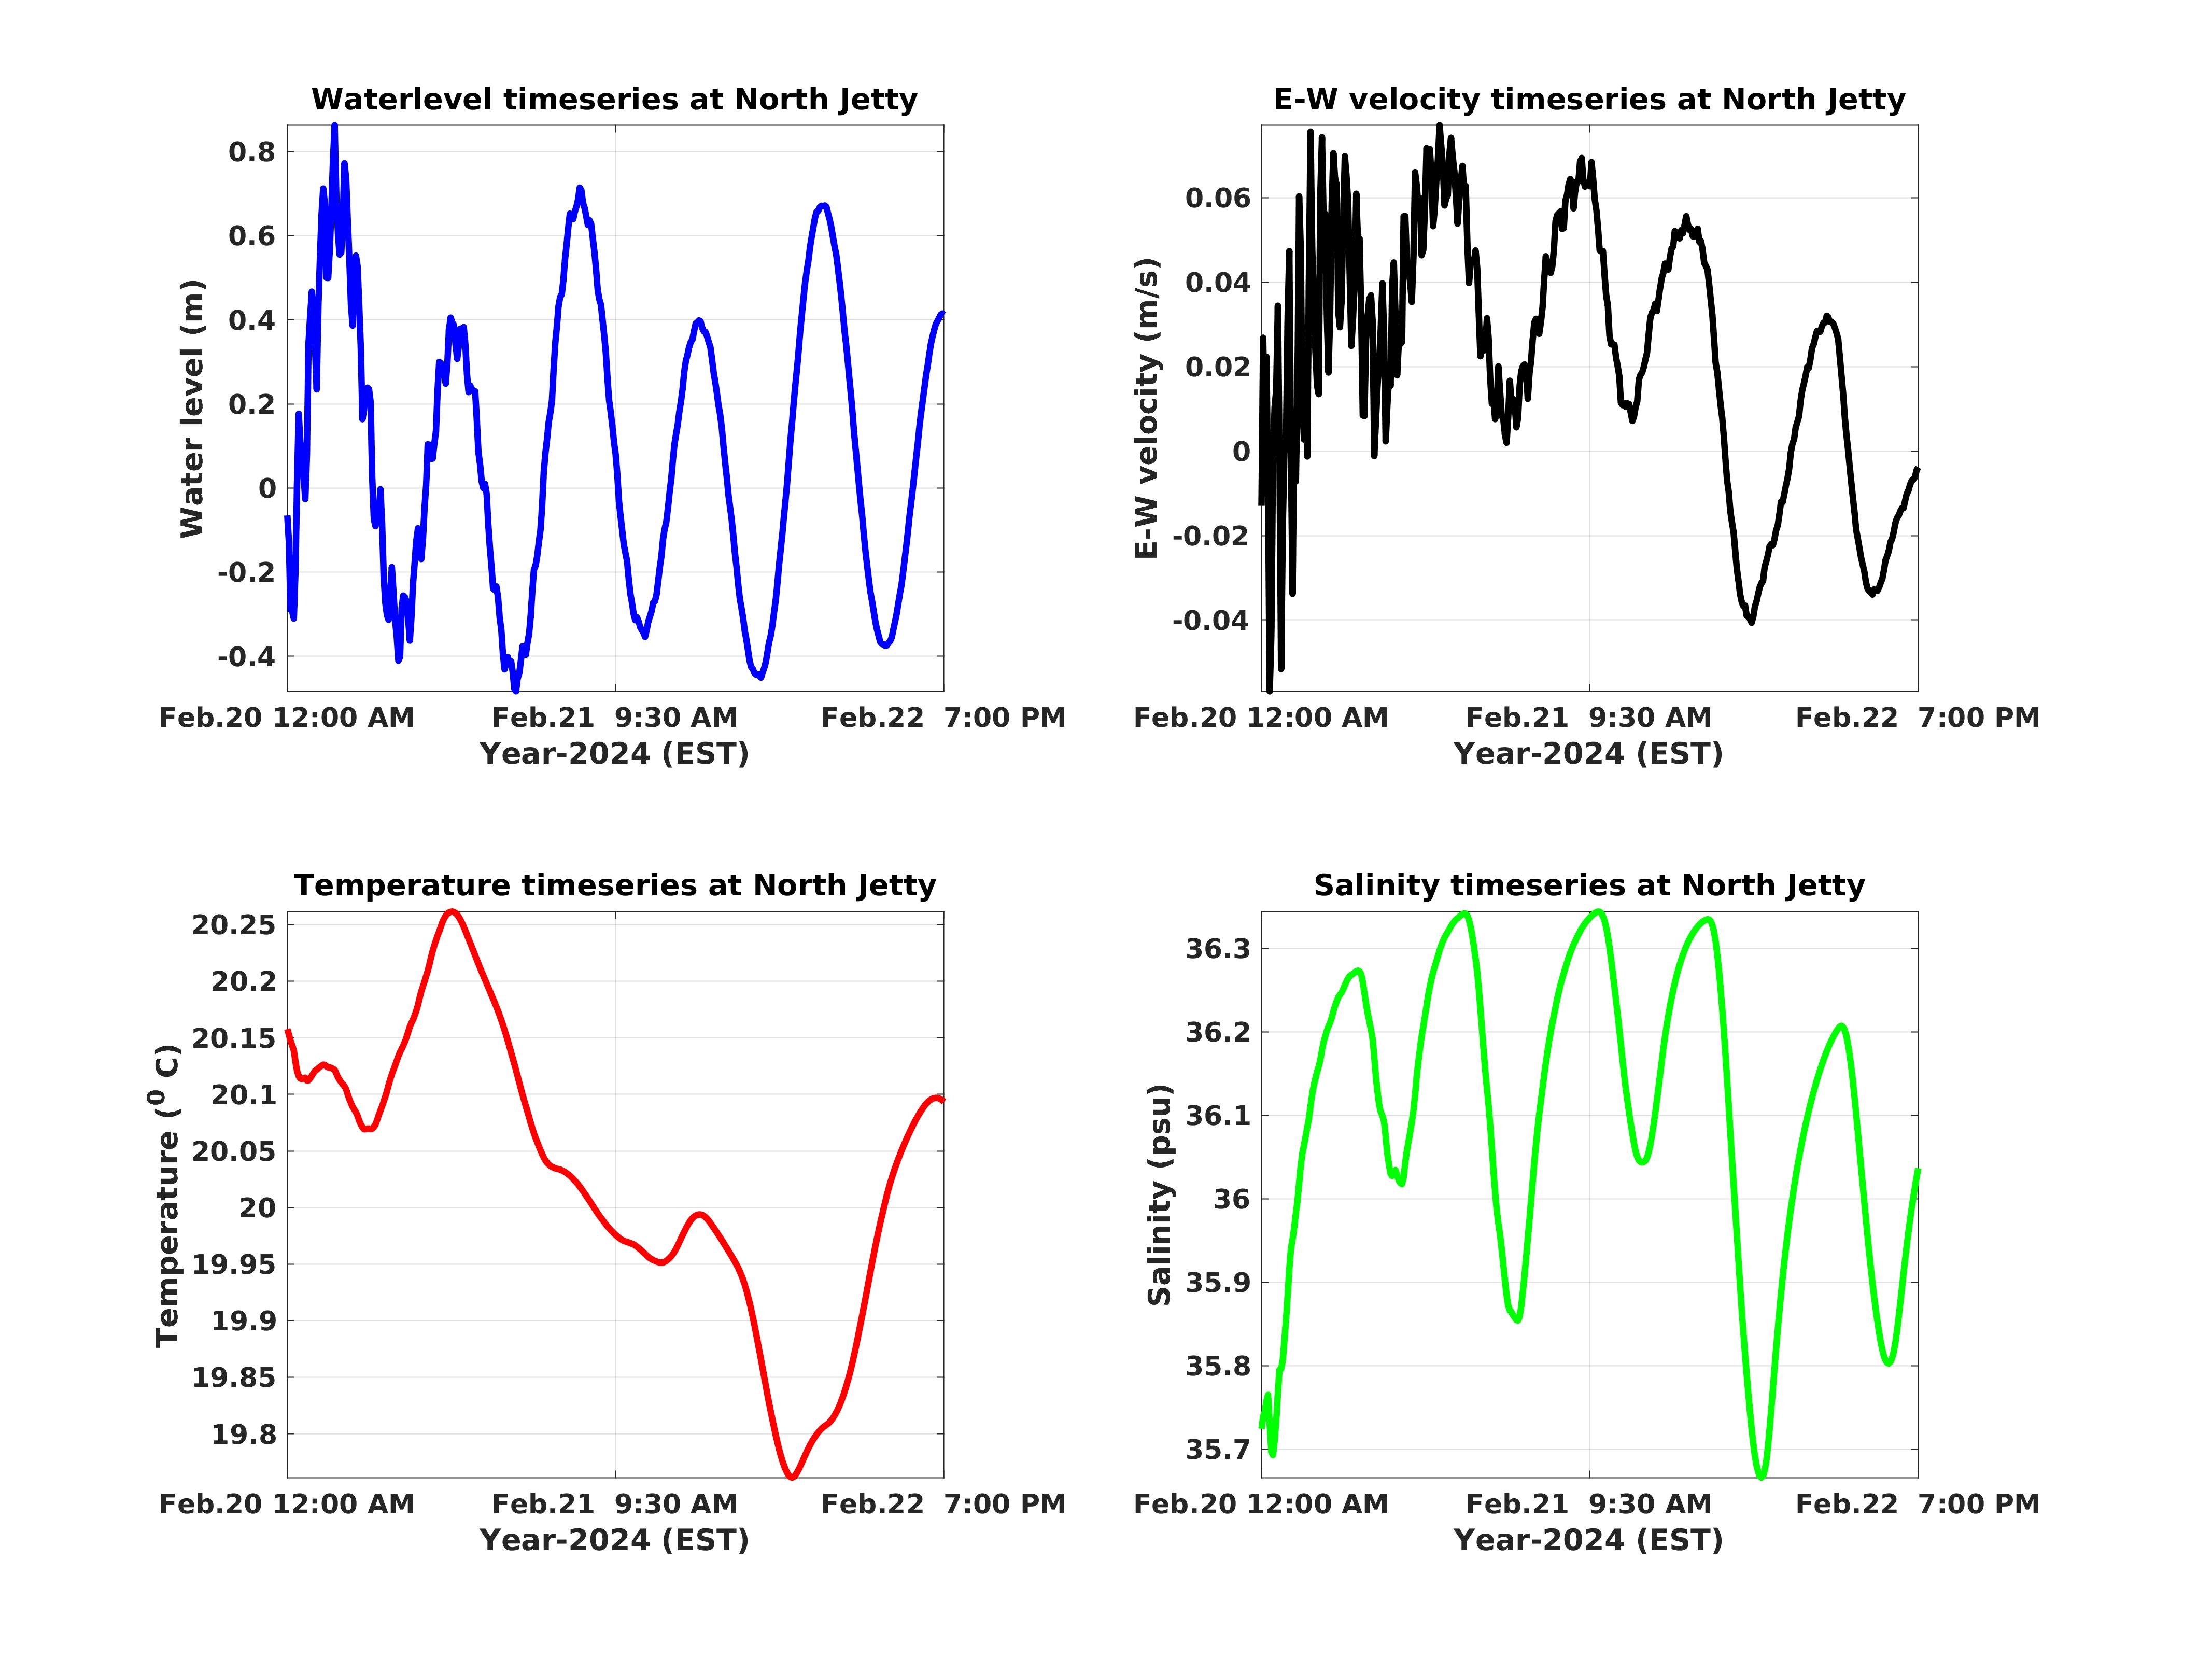 Waterlevel timeseries at North Jetty
Water level (m)
0.8
0.6
0.4
0.2
0
-0.2
-0.4
Feb.20 12:00 AM Feb.21 9:30 AM Feb.22 7:00 PM
Year-2024 (EST)
E-W velocity timeseries at North Jetty
E-W velocity (m/s)
0.06
0.04
0.02
0
-0.02
-0.04
Feb.20 12:00 AM Feb.21 9:30 AM Feb.22 7:00 PM
Year-2024 (EST)
Temperature timeseries at North Jetty
Temperature (⁰ C)
20.25
20.2
20.15
20.1
20.05
20
19.95
19.9
19.85
19.8
Feb.20 12:00 AM Feb.21 9:30 AM Feb.22 7:00 PM
Year-2024 (EST)
Salinity timeseries at North Jetty
Salinity (psu)
36.3
36.2
36.1
36
35.9
35.8
35.7
Feb.20 12:00 AM Feb.21 9:30 AM Feb.22 7:00 PM
Year-2024 (EST)